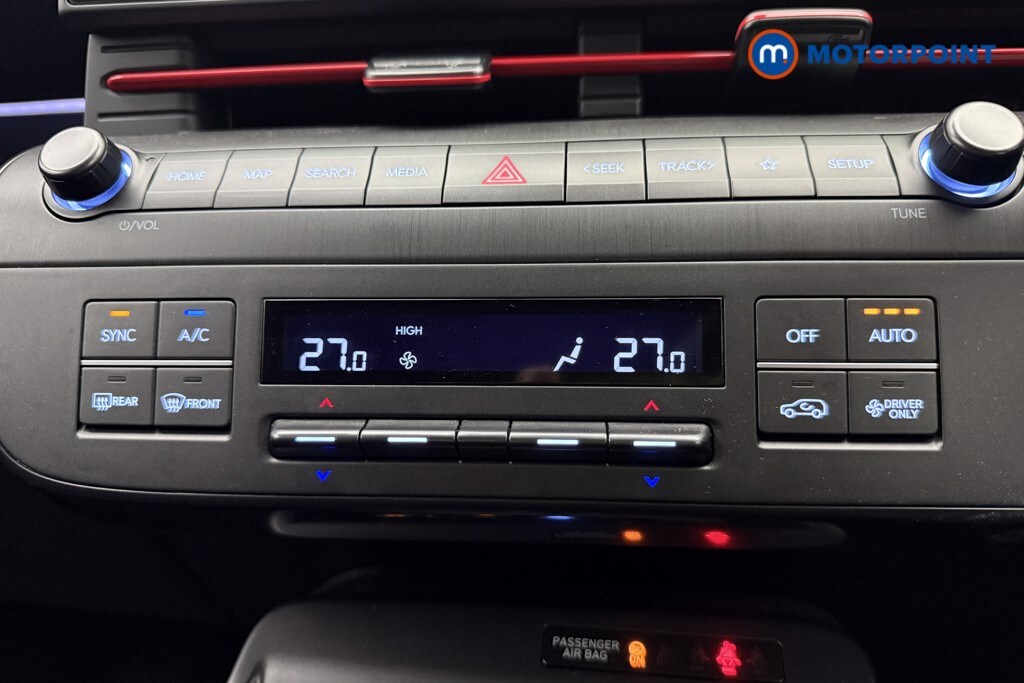 m MOTORPOINT
HOME MAP SEARCH MEDIA <SEEK TRACK> SETUP
/VOL
TUNE
SYNC A/C
REAR FRONT
HIGH
27.0 27.0
OFF AUTO
DRIVER
ONLY
PASSENGER
AIR BAG
ON